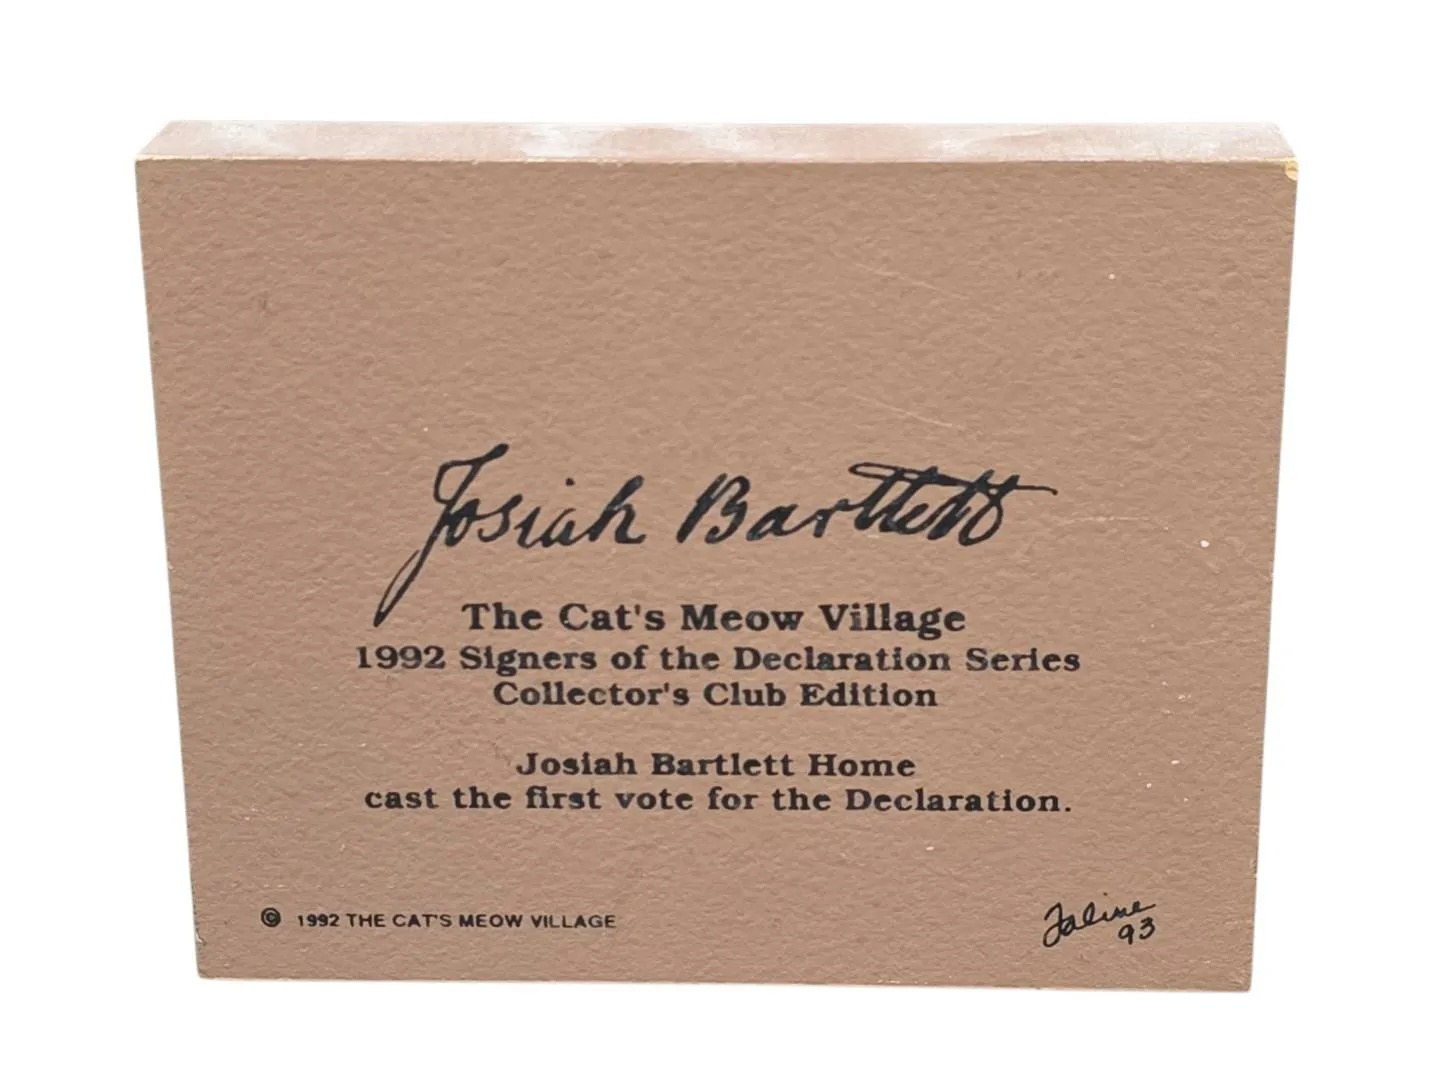 Josiah Bartlett
The Cat's Meow Village
1992 Signers of the Declaration Series
Collector's Club Edition
Josiah Bartlett Home
cast the first vote for the Declaration.
© 1992 THE CAT'S MEOW VILLAGE
Faline
93